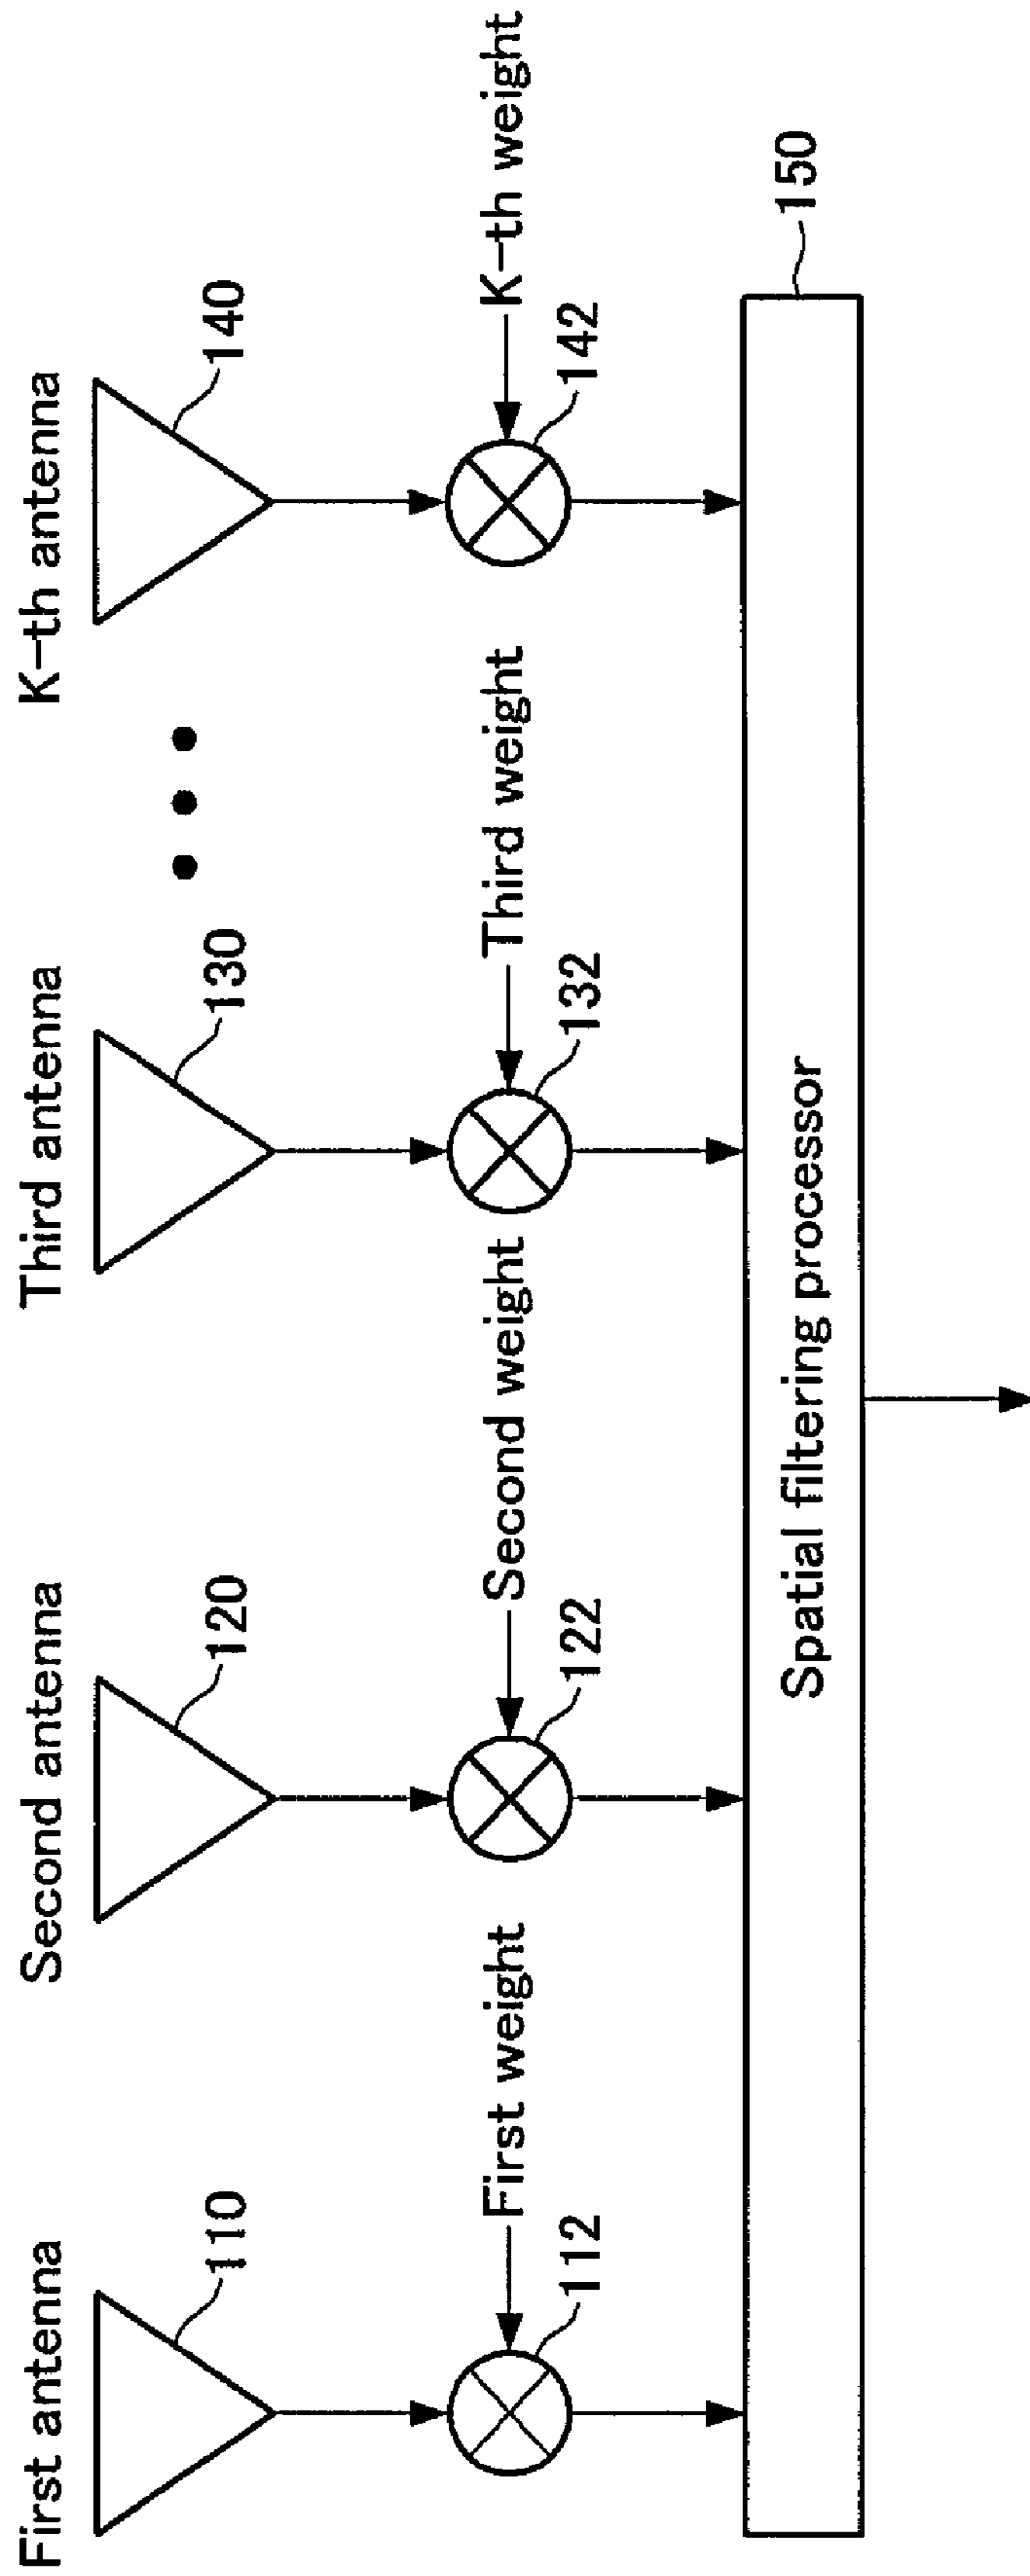 First antenna
Second antenna
Third antenna
K-th antenna
110
120
130
140
First weight
Second weight
Third weight
K-th weight
112
122
132
142
Spatial filtering processor
150